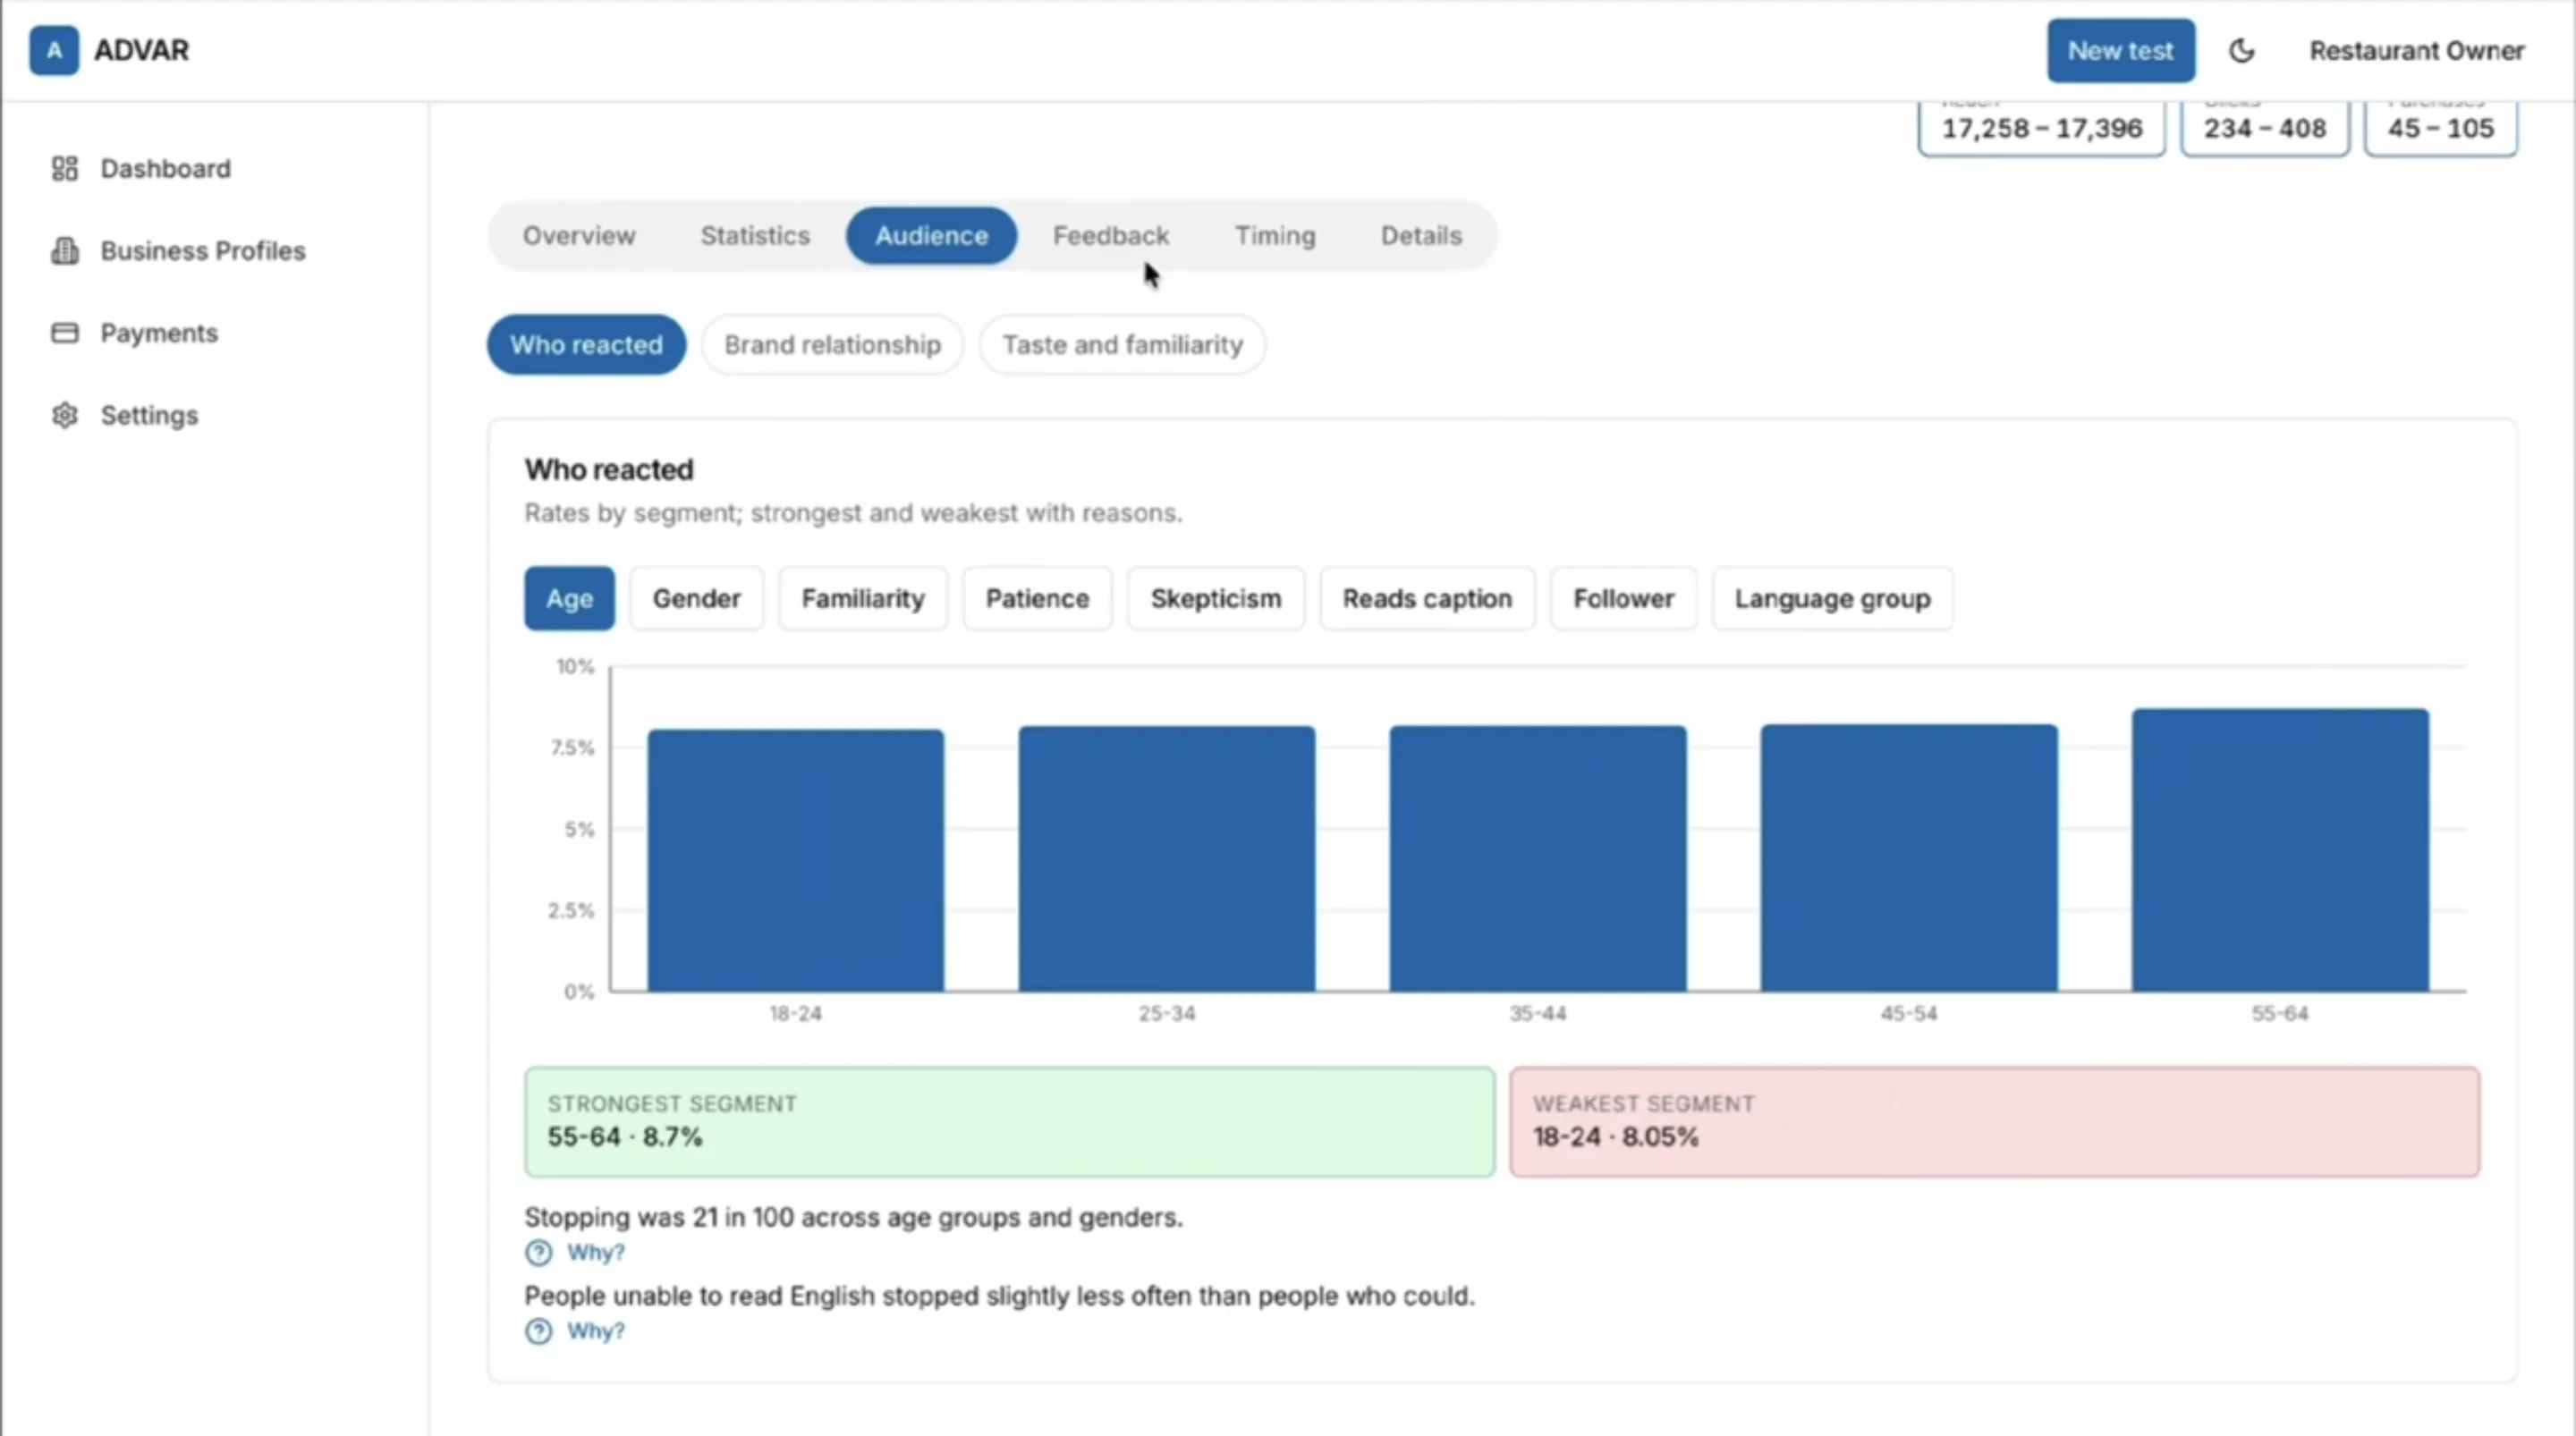 A ADVAR
New test
Restaurant Owner
Dashboard
Business Profiles
Payments
Settings
17,258 – 17,396
234 – 408
45 – 105
Overview
Statistics
Audience
Feedback
Timing
Details
Who reacted
Brand relationship
Taste and familiarity
Who reacted
Rates by segment; strongest and weakest with reasons.
Age
Gender
Familiarity
Patience
Skepticism
Reads caption
Follower
Language group
10%
7.5%
5%
2.5%
0%
18-24
25-34
35-44
45-54
55-64
STRONGEST SEGMENT
55-64 · 8.7%
WEAKEST SEGMENT
18-24 · 8.05%
Stopping was 21 in 100 across age groups and genders.
Why?
People unable to read English stopped slightly less often than people who could.
Why?